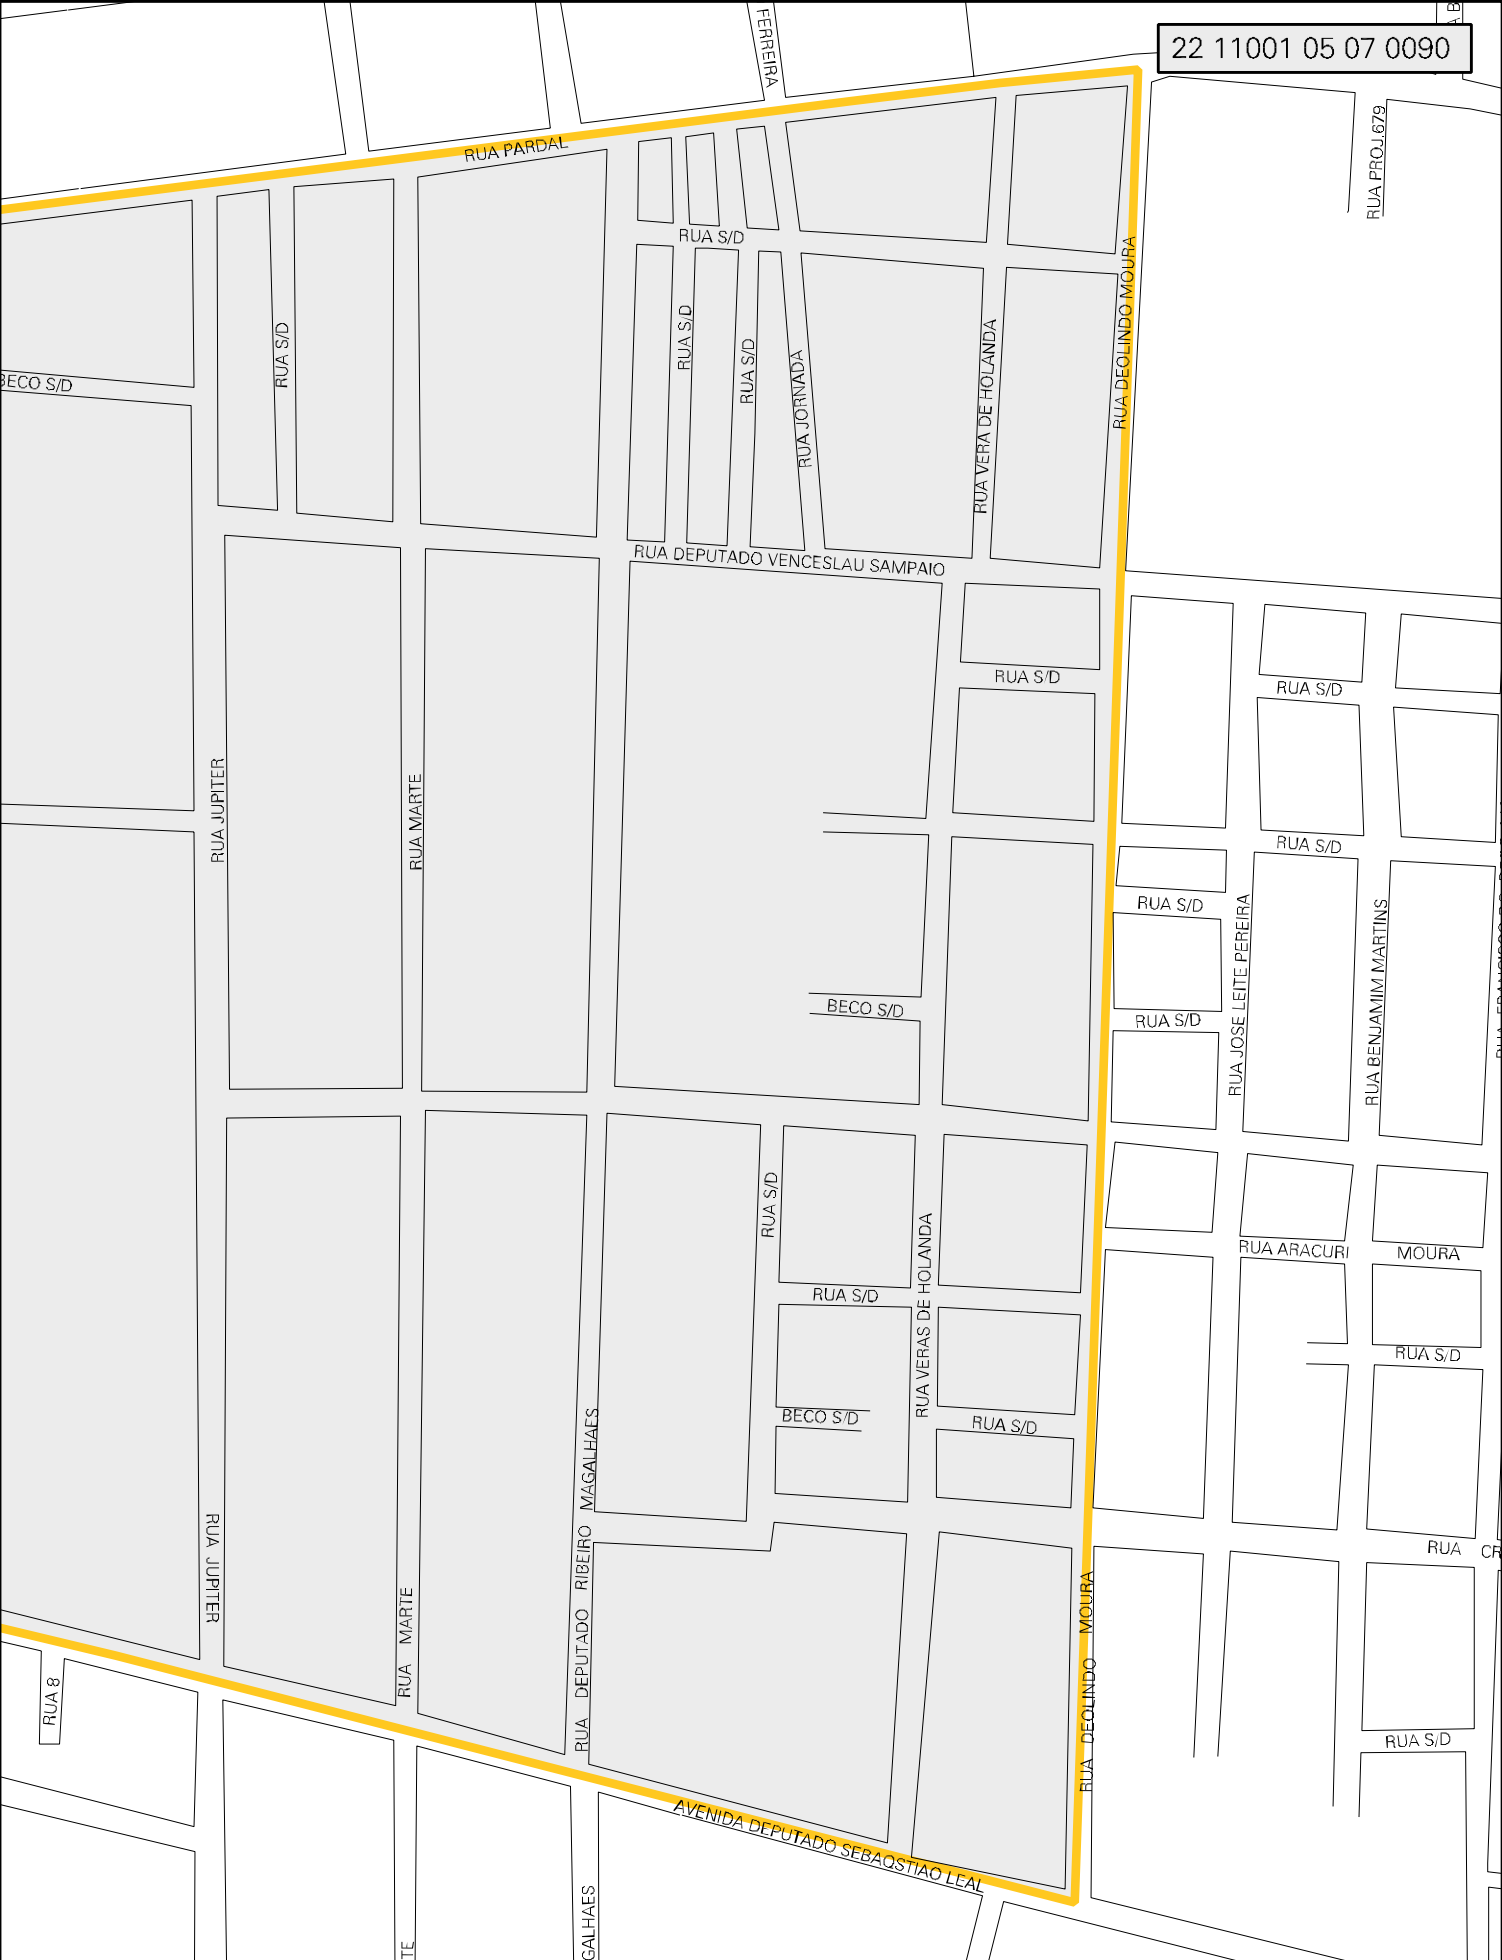 22 11001 05 07 0090
FERREIRA
RUA PROJ.679
RUA PARDAL
RUA S/D
RUA DEOLINDO MOURA
RUA S/D
RUA S/D
RUA S/D
RUA JORNADA
RUA VERA DE HOLANDA
BECO S/D
RUA DEPUTADO VENCESLAU SAMPAIO
RUA S/D
RUA S/D
RUA JUPITER
RUA MARTE
RUA S/D
RUA S/D
RUA JOSE LEITE PEREIRA
RUA BENJAMIM MARTINS
BECO S/D
RUA S/D
RUA S/D
RUA VERAS DE HOLANDA
RUA ARACURI MOURA
RUA S/D
RUA S/D
BECO S/D
RUA S/D
RUA JUPITER
RUA MARTE
RUA DEPUTADO RIBEIRO MAGALHAES
RUA CR
RUA DEOLINDO MOURA
RUA 8
RUA S/D
AVENIDA DEPUTADO SEBAQSTIAO LEAL
GALHAES
TE